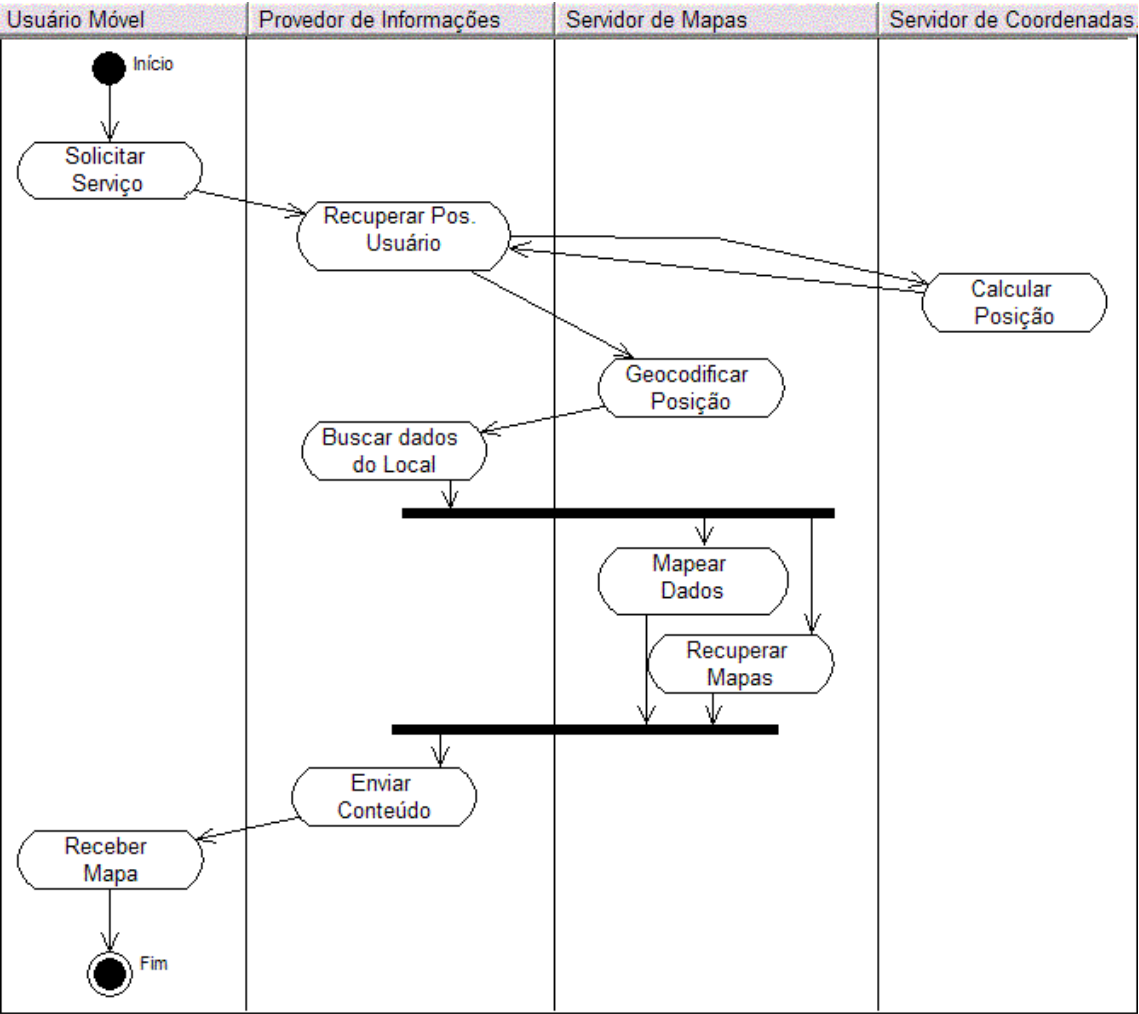 Usuário Móvel
Provedor de Informações
Servidor de Mapas
Servidor de Coordenadas
Início
Solicitar
Serviço
Recuperar Pos.
Usuário
Calcular
Posição
Geocodificar
Posição
Buscar dados
do Local
Mapear
Dados
Recuperar
Mapas
Enviar
Conteúdo
Receber
Mapa
Fim